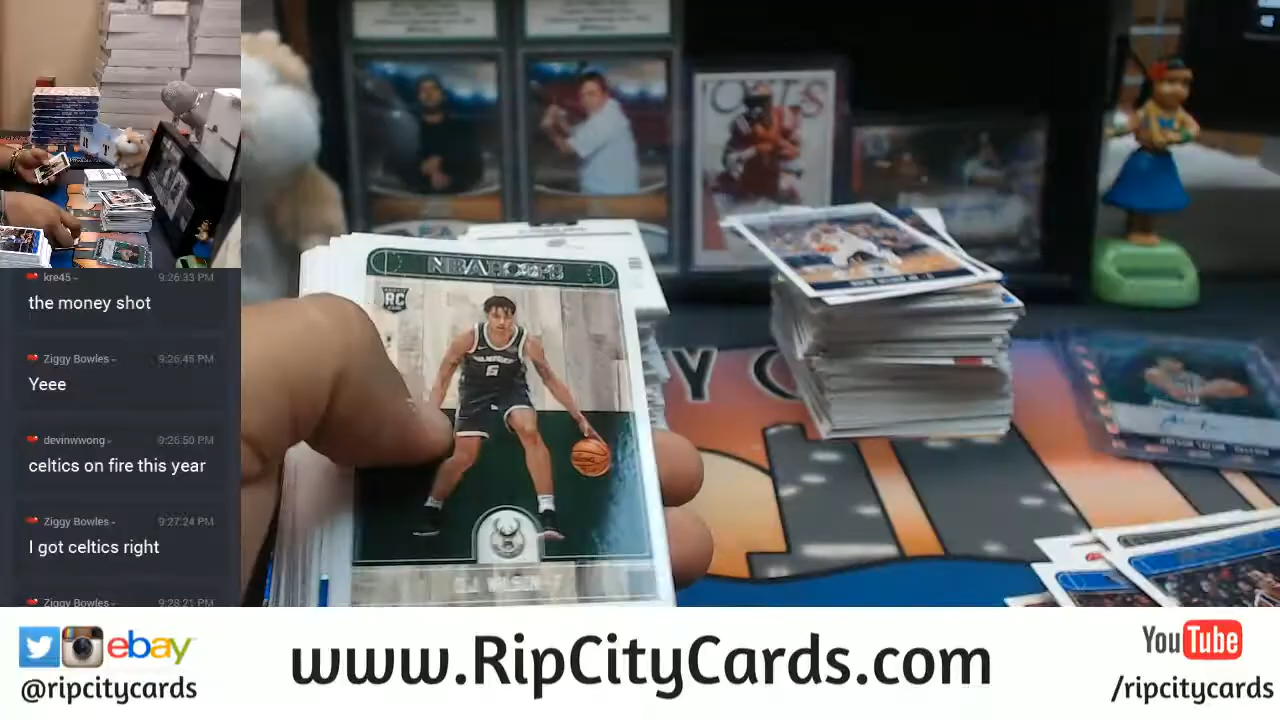 kre45-
9:26:33 PM
the money shot
Ziggy Bowles-
9:26:45 PM
Yeee
devinwwong-
9:26:50 PM
celtics on fire this year
Ziggy Bowles-
9:27:24 PM
I got celtics right
Ziggy Bowles-
9:28:21 PM
NBA HOOPS
RC
6
D.J. WILSON
Y C
ebay
@ripcitycards
www.RipCityCards.com
YouTube
/ripcitycards